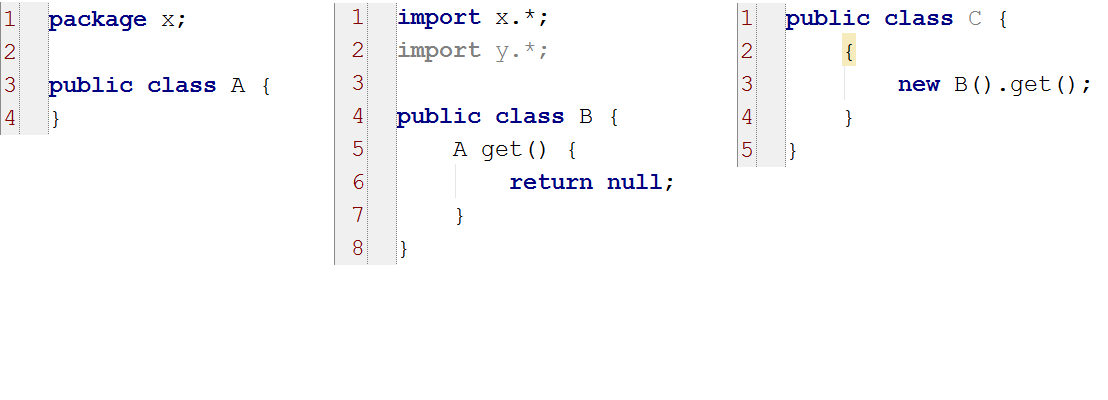 1 package x;
2
3 public class A {
4 }
1 import x.*;
2 import y.*;
3
4 public class B {
5 A get() {
6 return null;
7 }
8 }
1 public class C {
2 {
3 new B().get();
4 }
5 }